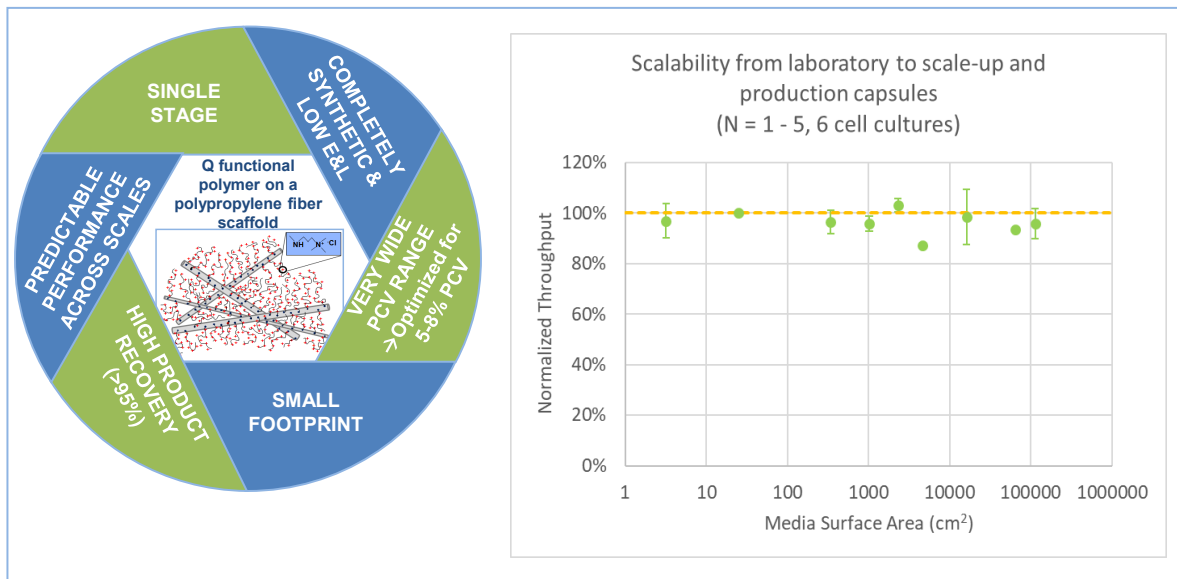 SINGLE
STAGE
COMPLETELY
SYNTHETIC &
LOW E&L
VERY WIDE
PCV RANGE
>Optimized for
5-8% PCV
SMALL
FOOTPRINT
HIGH PRODUCT
RECOVERY
(>95%)
PREDICTABLE
PERFORMANCE
ACROSS SCALES
Q functional
polymer on a
polypropylene fiber
scaffold
NH
N+
Cl
Scalability from laboratory to scale-up and
production capsules
(N = 1 - 5, 6 cell cultures)
Normalized Throughput
120%
100%
80%
60%
40%
20%
0%
1 10 100 1000 10000 100000 1000000
Media Surface Area (cm²)